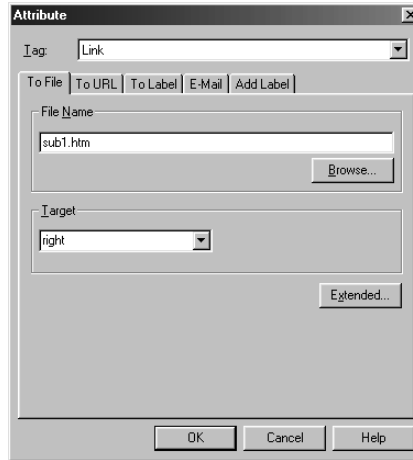 Attribute
Tag: Link
To File To URL To Label E-Mail Add Label
File Name
sub1.htm
Browse...
Target
right
Extended...
OK Cancel Help